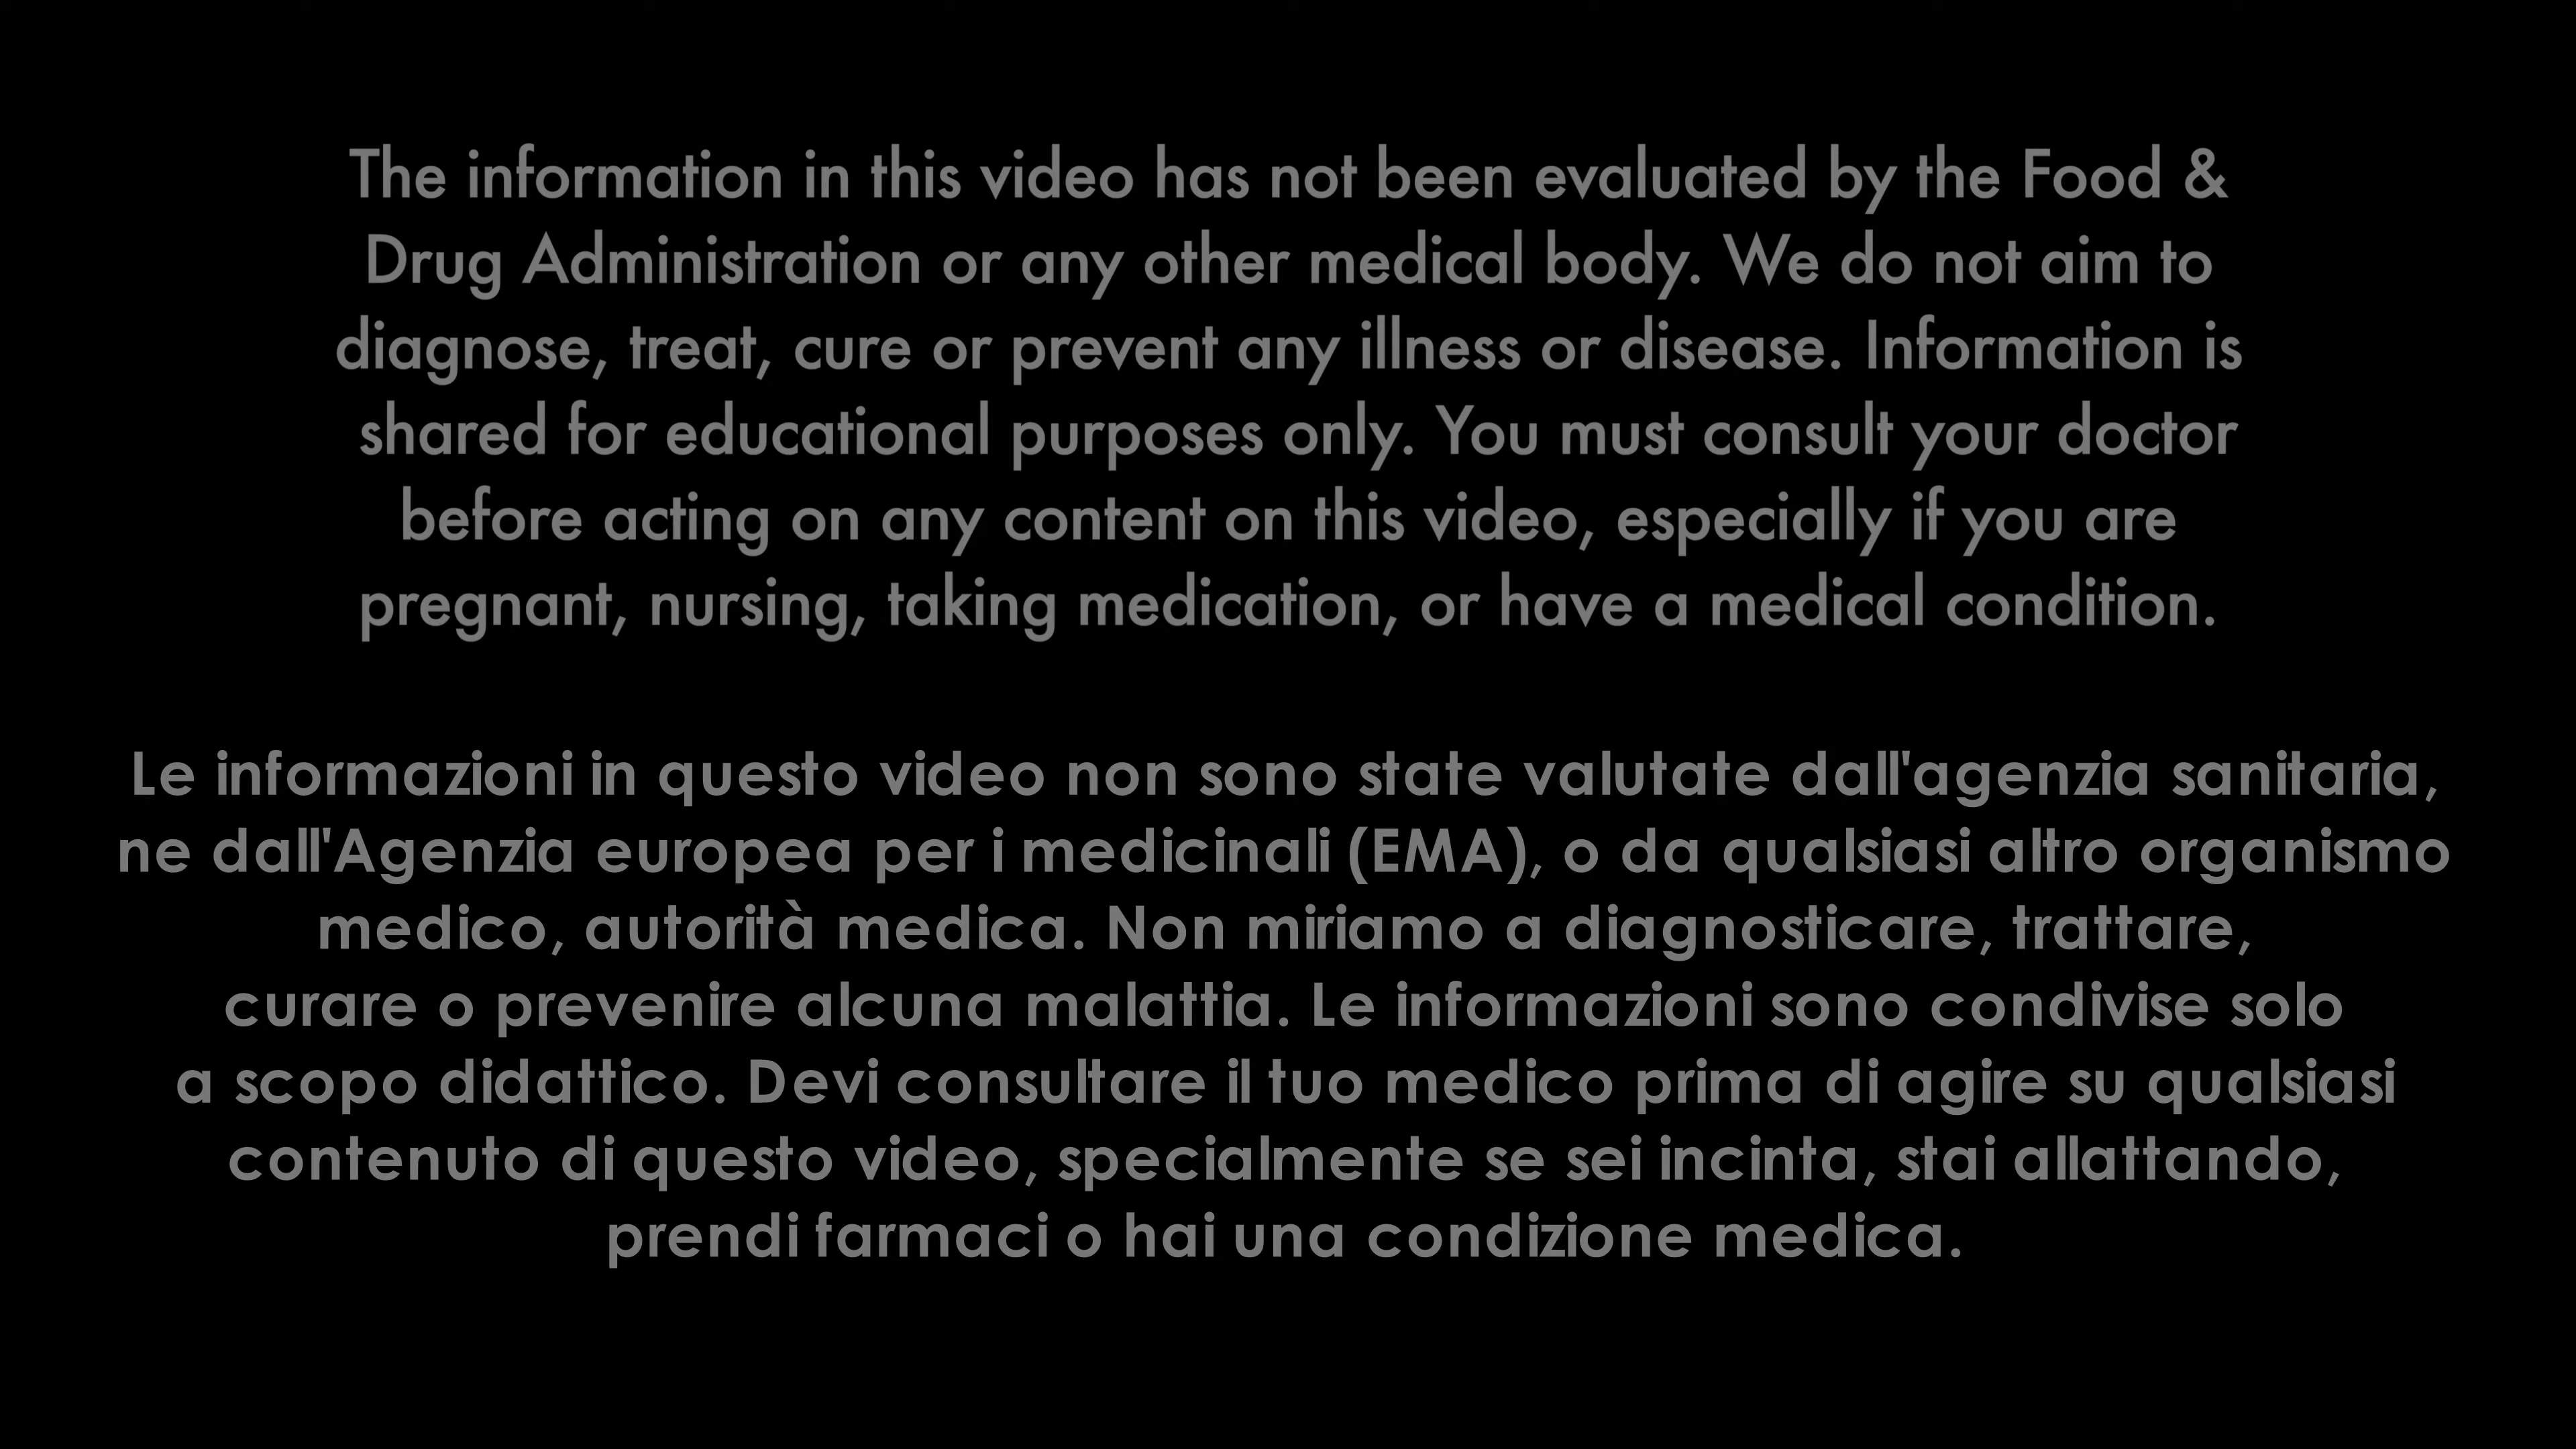 The information in this video has not been evaluated by the Food &
Drug Administration or any other medical body. We do not aim to
diagnose, treat, cure or prevent any illness or disease. Information is
shared for educational purposes only. You must consult your doctor
before acting on any content on this video, especially if you are
pregnant, nursing, taking medication, or have a medical condition.
Le informazioni in questo video non sono state valutate dall'agenzia sanitaria,
ne dall'Agenzia europea per i medicinali (EMA), o da qualsiasi altro organismo
medico, autorità medica. Non miriamo a diagnosticare, trattare,
curare o prevenire alcuna malattia. Le informazioni sono condivise solo
a scopo didattico. Devi consultare il tuo medico prima di agire su qualsiasi
contenuto di questo video, specialmente se sei incinta, stai allattando,
prendi farmaci o hai una condizione medica.